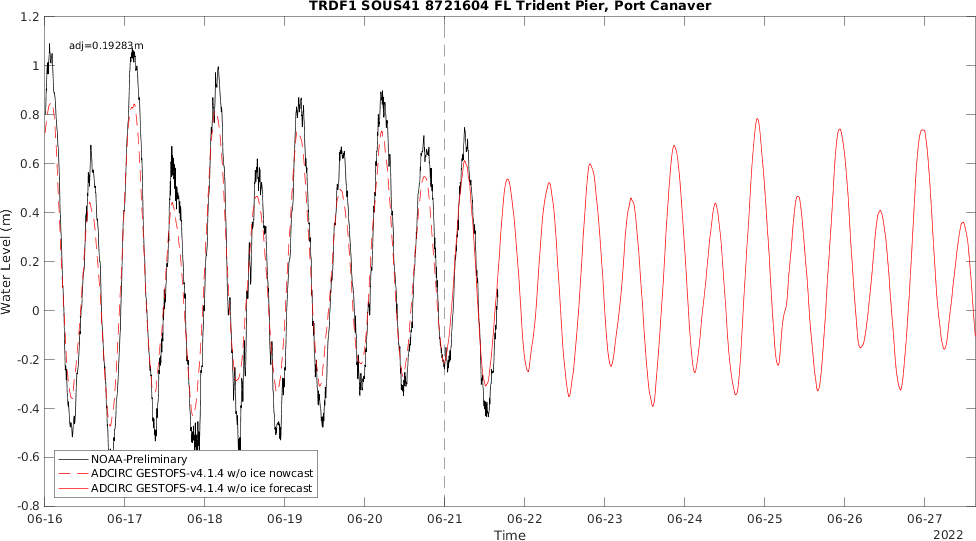 TRDF1 SOUS41 8721604 FL Trident Pier, Port Canaver
adj=0.19283m
1.2
1
0.8
0.6
0.4
0.2
0
-0.2
-0.4
-0.6
-0.8
Water Level (m)
NOAA-Preliminary
ADCIRC GESTOFS-v4.1.4 w/o ice nowcast
ADCIRC GESTOFS-v4.1.4 w/o ice forecast
06-16 06-17 06-18 06-19 06-20 06-21 06-22 06-23 06-24 06-25 06-26 06-27
Time
2022